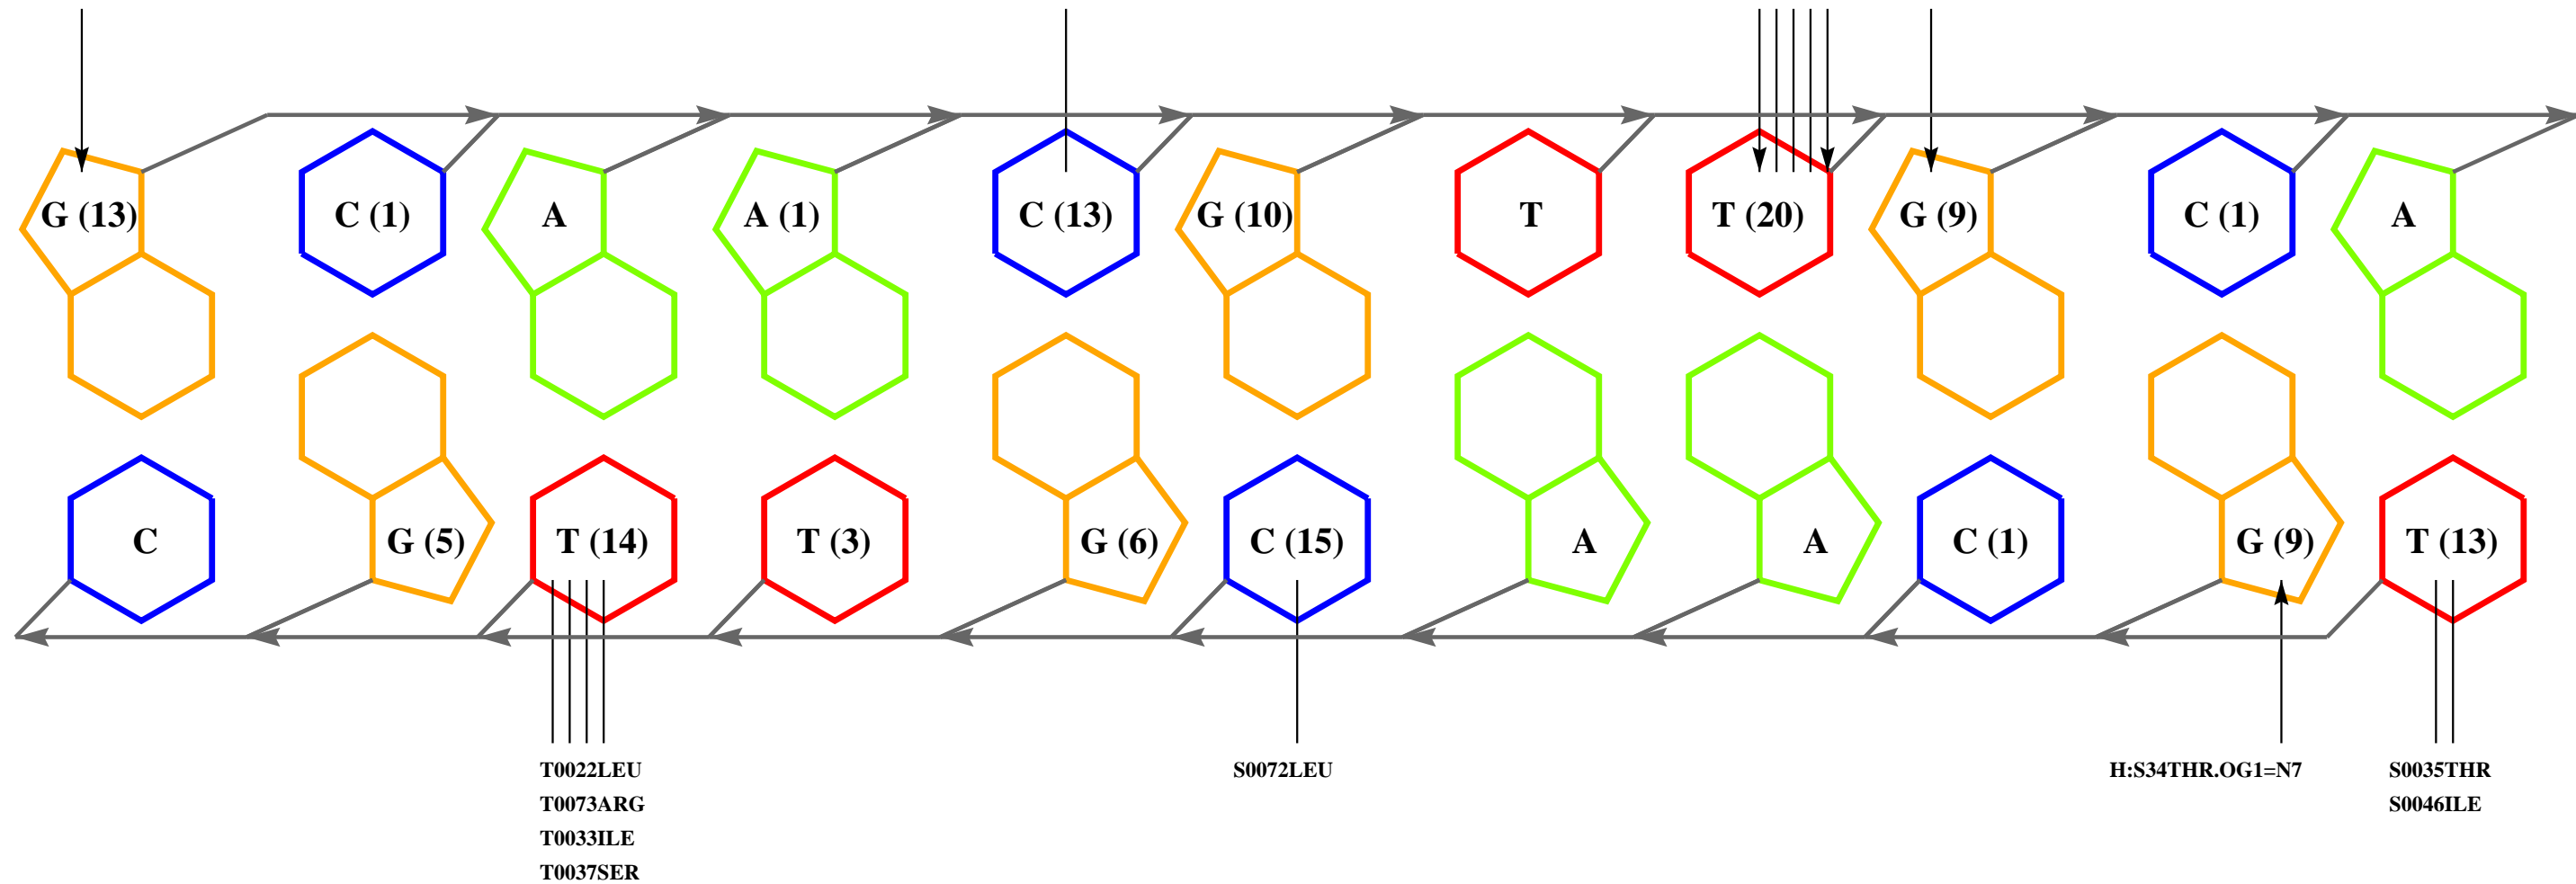 G (13) C (1) A A (1) C (13) G (10) T T (20) G (9) C (1) A
C G (5) T (14) T (3) G (6) C (15) A A C (1) G (9) T (13)
T0022LEU S0072LEU H:S34THR.OG1=N7 S0035THR
T0073ARG S0046ILE
T0033ILE
T0037SER